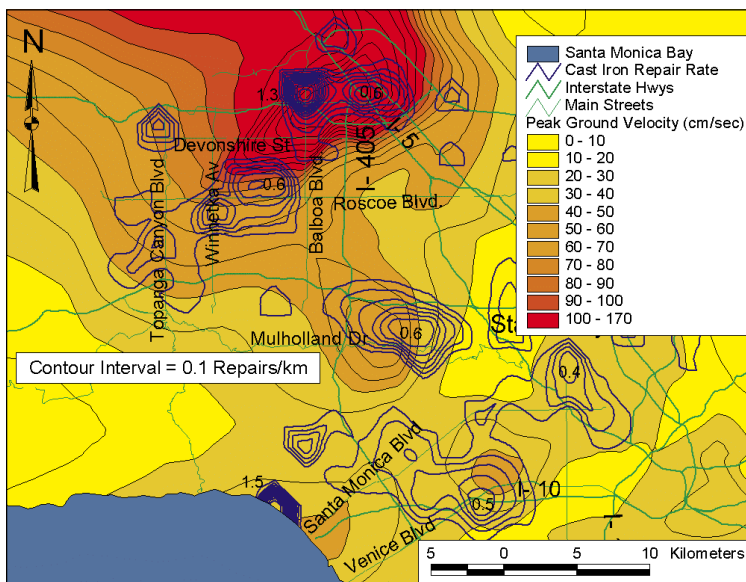 N
Santa Monica Bay
Cast Iron Repair Rate
Interstate Hwys
Main Streets
Peak Ground Velocity (cm/sec)
0 - 10
10 - 20
20 - 30
30 - 40
40 - 50
50 - 60
60 - 70
70 - 80
80 - 90
90 - 100
100 - 170
1.3
0.6
I- 5
I- 405
Devonshire St.
0.6
Roscoe Blvd.
Topanga Canyon Blvd
Winnetka Av
Balboa Blvd
Mulholland Dr
0.6
Sta
0.4
Contour Interval = 0.1 Repairs/km
Santa Monica Blvd
1.5
I- 10
0.5
Venice Blvd
I-1
5 0 5 10 Kilometers